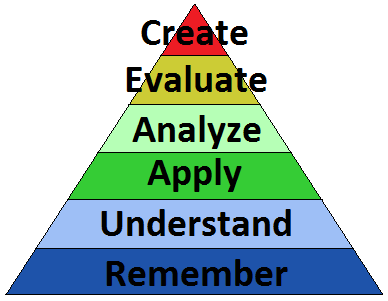 Create
Evaluate
Analyze
Apply
Understand
Remember